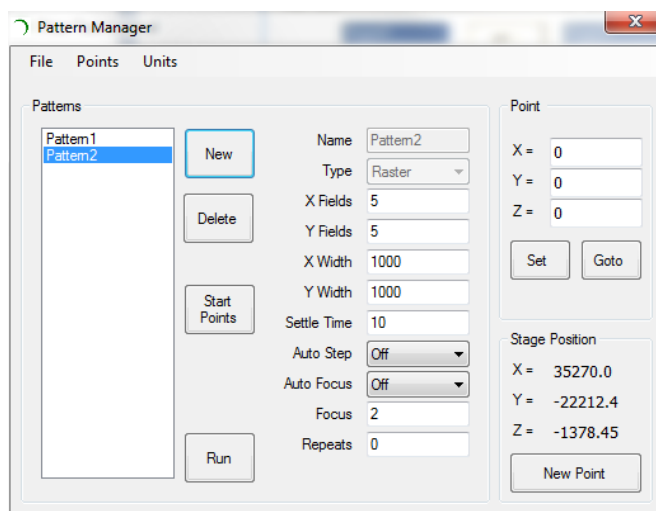 Pattern Manager
File Points Units
Patterns
Pattern1
Pattern2
New
Delete
Start
Points
Run
Name Pattern2
Type Raster
X Fields 5
Y Fields 5
X Width 1000
Y Width 1000
Settle Time 10
Auto Step Off
Auto Focus Off
Focus 2
Repeats 0
Point
X = 0
Y = 0
Z = 0
Set Goto
Stage Position
X = 35270.0
Y = -22212.4
Z = -1378.45
New Point